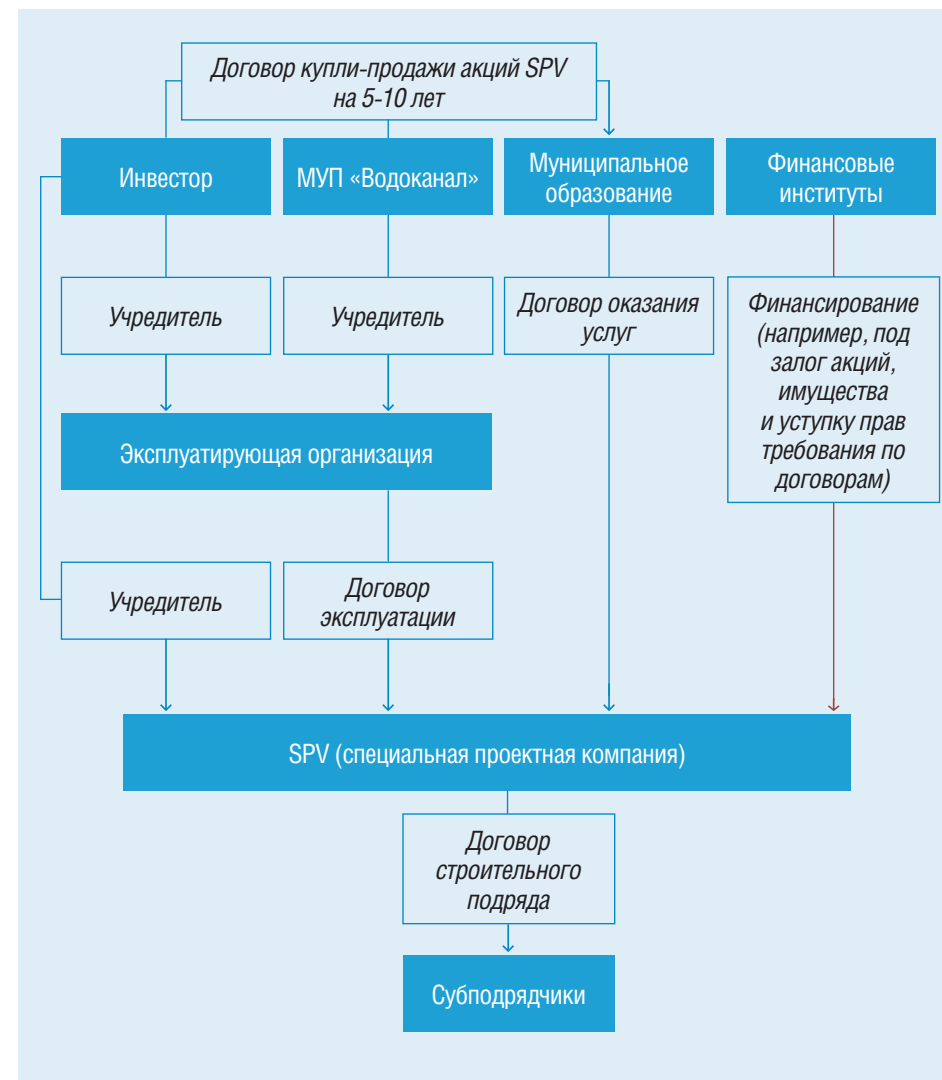 Договор купли-продажи акций SPV
на 5-10 лет
Инвестор
МУП «Водоканал»
Муниципальное
образование
Финансовые
институты
Учредитель
Учредитель
Договор оказания
услуг
Финансирование
(например, под
залог акций,
имущества
и уступку прав
требования по
договорам)
Эксплуатирующая организация
Учредитель
Договор
эксплуатации
SPV (специальная проектная компания)
Договор
строительного
подряда
Субподрядчики